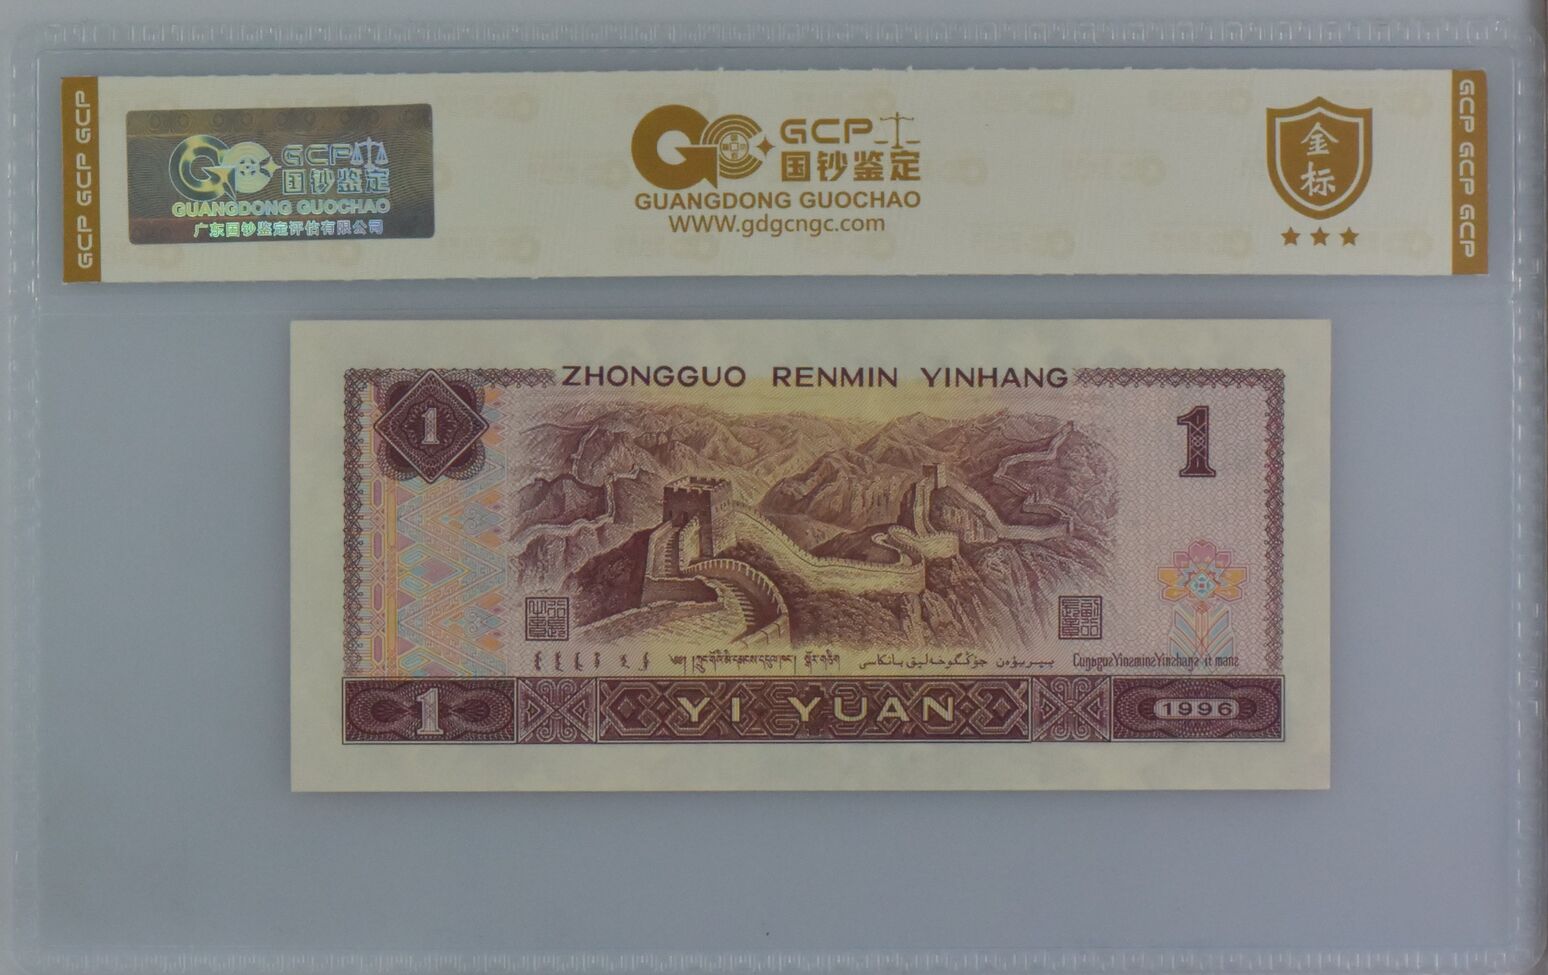 GCP GCP GCP
GCP 国钞鉴定
GUANGDONG GUOCHAO
广东国钞鉴定评估有限公司
GCP
国钞鉴定
GUANGDONG GUOCHAO
WWW.gdgcngc.com
金标
GCP GCP GCP
ZHONGGUO RENMIN YINHANG
1
1
1
YI YUAN
1996